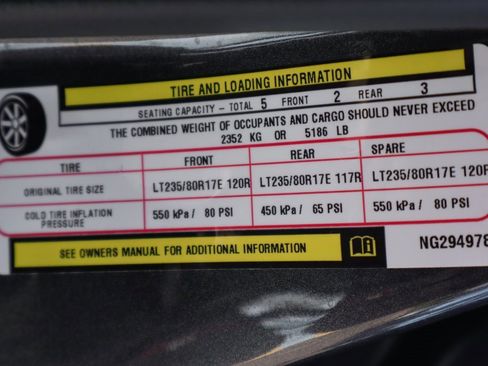 TIRE AND LOADING INFORMATION
SEATING CAPACITY - TOTAL 5 FRONT 2 REAR 3
THE COMBINED WEIGHT OF OCCUPANTS AND CARGO SHOULD NEVER EXCEED
2352 KG OR 5186 LB
TIRE FRONT REAR SPARE
ORIGINAL TIRE SIZE LT235/80R17E 120R LT235/80R17E 117R LT235/80R17E 120R
COLD TIRE INFLATION PRESSURE 550 kPa / 80 PSI 450 kPa / 65 PSI 550 kPa / 80 PSI
SEE OWNERS MANUAL FOR ADDITIONAL INFORMATION
NG294978